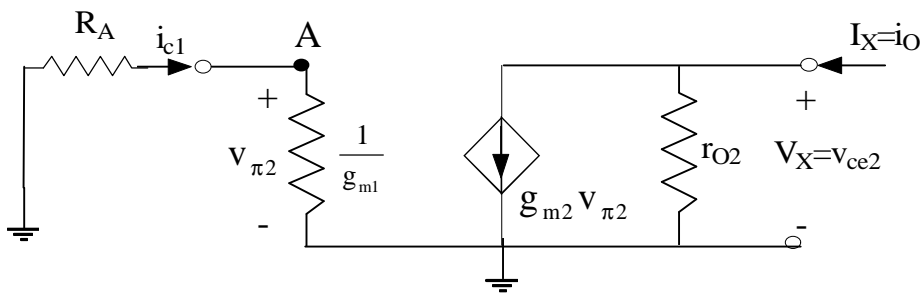 R_A
i_c1
A
I_X=i_O
+
v_π2
-
1
g_m1
g_m2 v_π2
r_O2
+
V_X=v_ce2
-